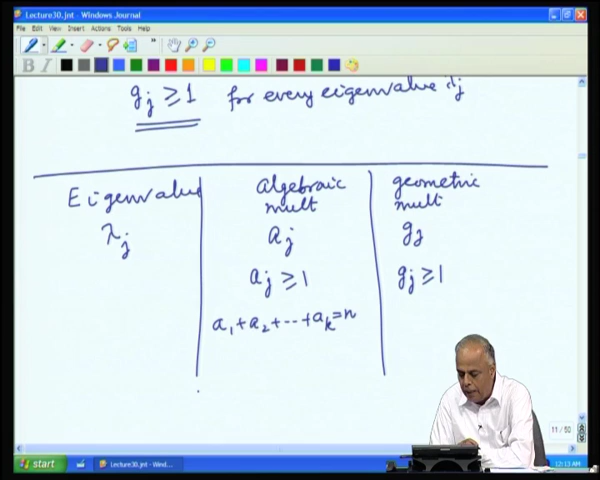 Lecture30.jnt - Windows Journal
File Edit View Insert Actions Tools Help
B I
g_j ≥ 1 for every eigenvalue λ_j
Eigenvalue algebraic mult geometric mult
λ_j a_j g_j
a_j ≥ 1 g_j ≥ 1
a_1 + a_2 + --- + a_k = n
11 / 50
start Lecture30.jnt - Wind... 12:13 AM